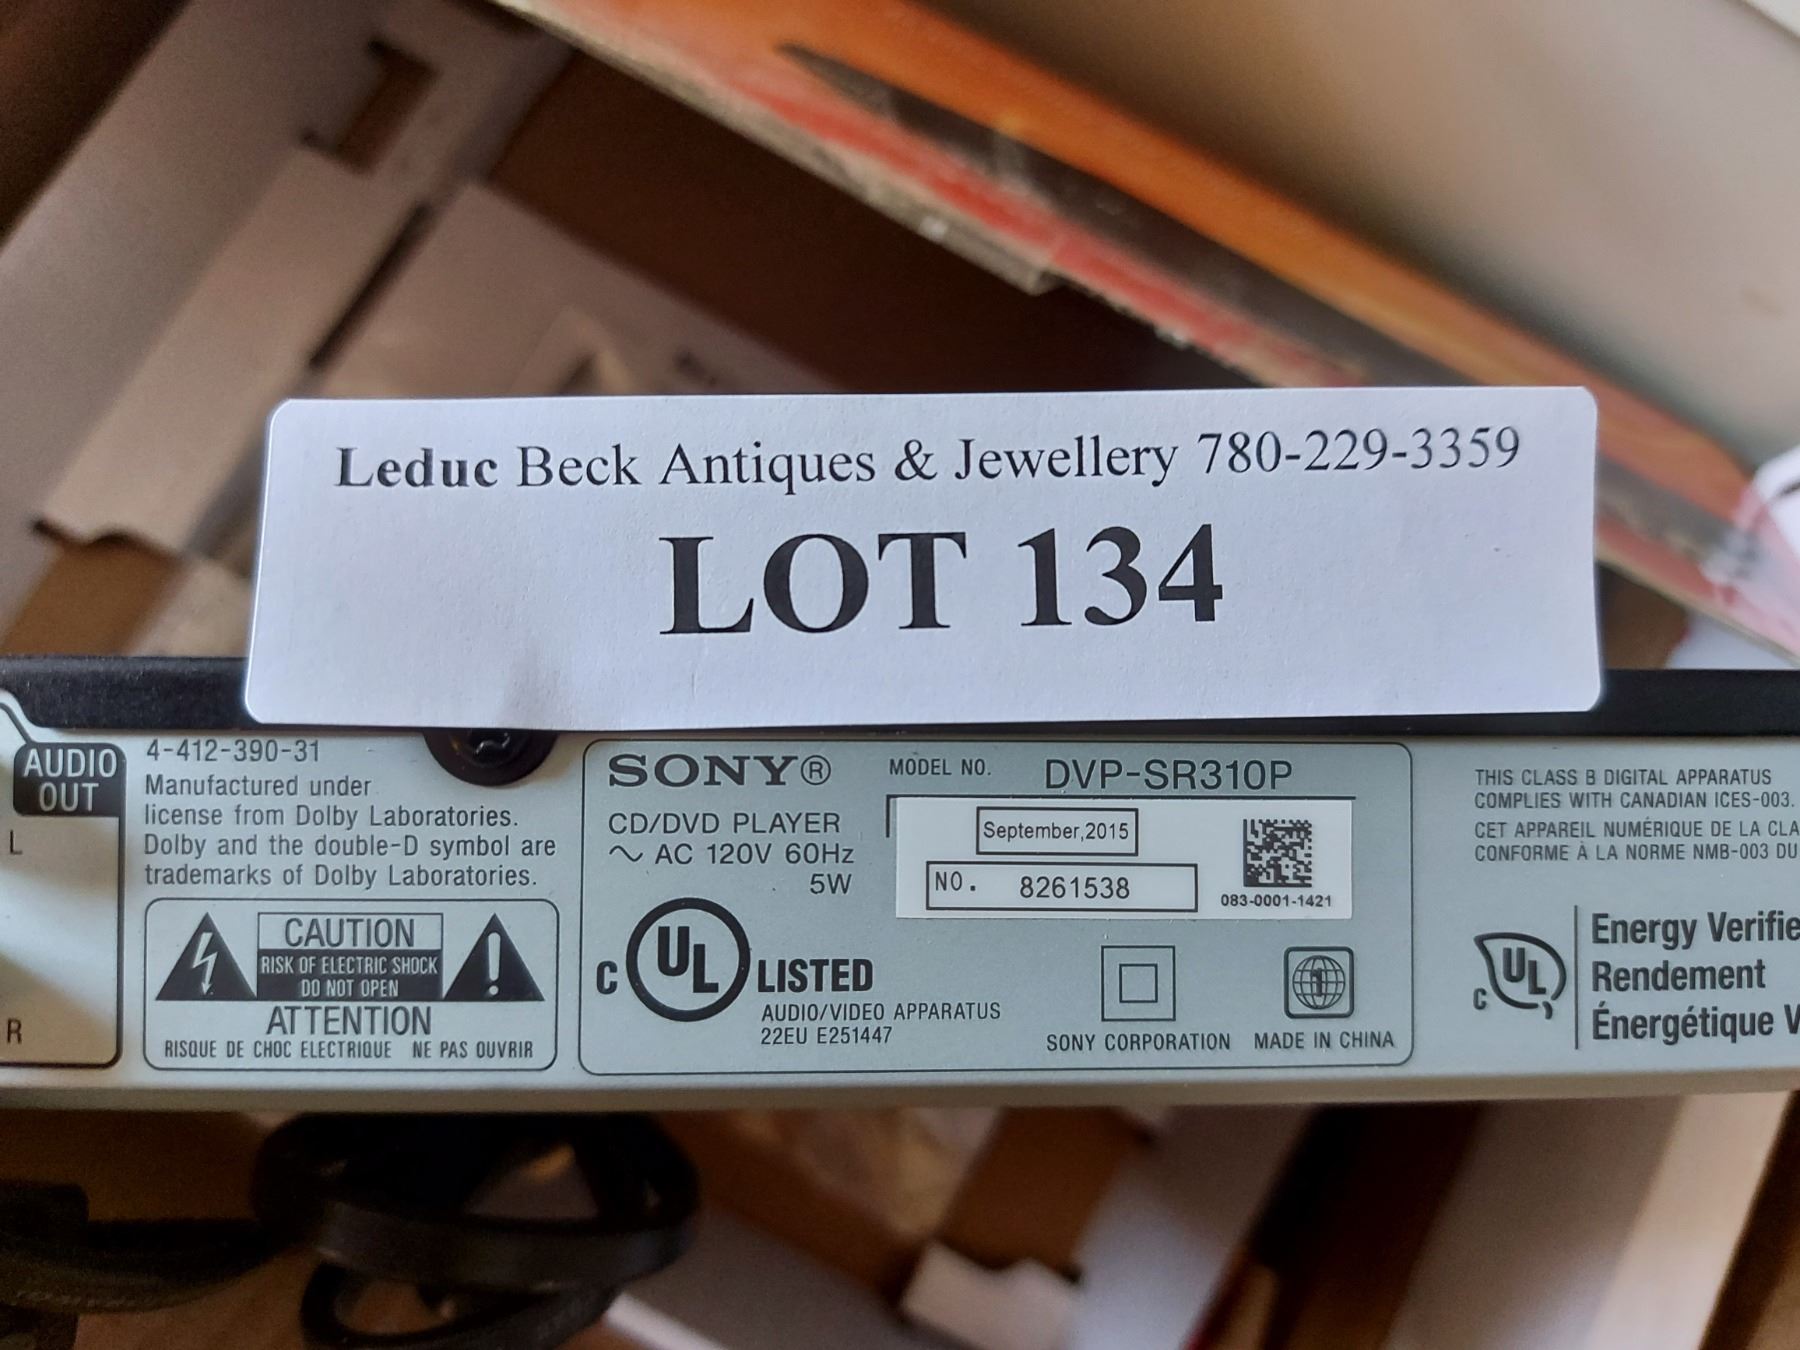 Leduc Beck Antiques & Jewellery 780-229-3359
LOT 134
AUDIO
OUT
L
R
4-412-390-31
Manufactured under
license from Dolby Laboratories.
Dolby and the double-D symbol are
trademarks of Dolby Laboratories.
CAUTION
RISK OF ELECTRIC SHOCK
DO NOT OPEN
ATTENTION
RISQUE DE CHOC ELECTRIQUE NE PAS OUVRIR
SONY®
MODEL NO. DVP-SR310P
CD/DVD PLAYER
~ AC 120V 60Hz
5W
September,2015
NO. 8261538
083-0001-1421
C UL LISTED
AUDIO/VIDEO APPARATUS
22EU E251447
SONY CORPORATION MADE IN CHINA
THIS CLASS B DIGITAL APPARATUS
COMPLIES WITH CANADIAN ICES-003.
CET APPAREIL NUMÉRIQUE DE LA CLA
CONFORME À LA NORME NMB-003 DU
C UL
Energy Verifie
Rendement
Énergétique V